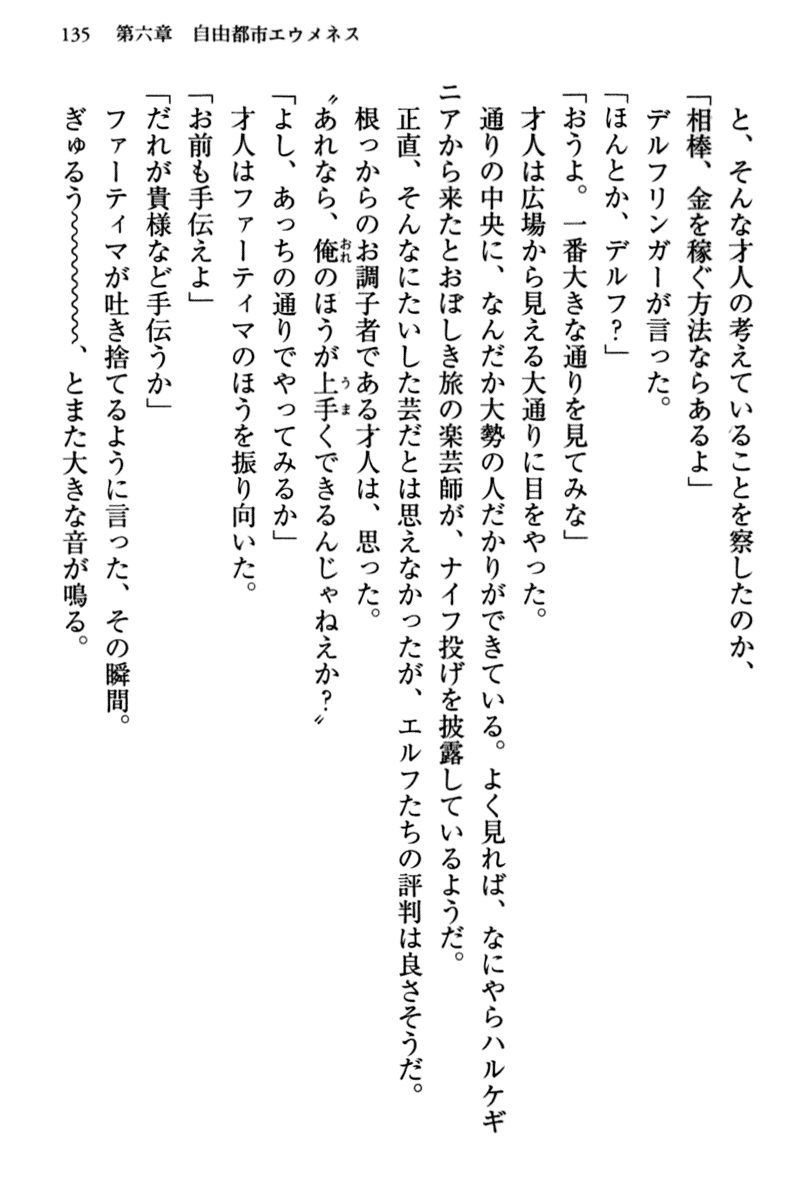 135　第六章　自由都市エウメネス
　と、そんな才人の考えていることを察したのか、
「相棒、金を稼ぐ方法ならあるよ」
　デルフリンガーが言った。
「ほんとか、デルフ？」
「おうよ。一番大きな通りを見てみな」
　才人は広場から見える大通りに目をやった。
　通りの中央に、なんだか大勢の人だかりができている。よく見れば、なにやらハルケギ
ニアから来たとおぼしき旅の楽芸師が、ナイフ投げを披露しているようだ。
　正直、そんなにたいした芸だとは思えなかったが、エルフたちの評判は良さそうだ。
　根っからのお調子者である才人は、思った。
〝あれなら、俺おれのほうが上手うまくできるんじゃねえか？〟
「よし、あっちの通りでやってみるか」
　才人はファーティマのほうを振り向いた。
「お前も手伝えよ」
「だれが貴様など手伝うか」
　ファーティマが吐き捨てるように言った、その瞬間。
　ぎゅるう〜〜〜〜〜〜〜、とまた大きな音が鳴る。